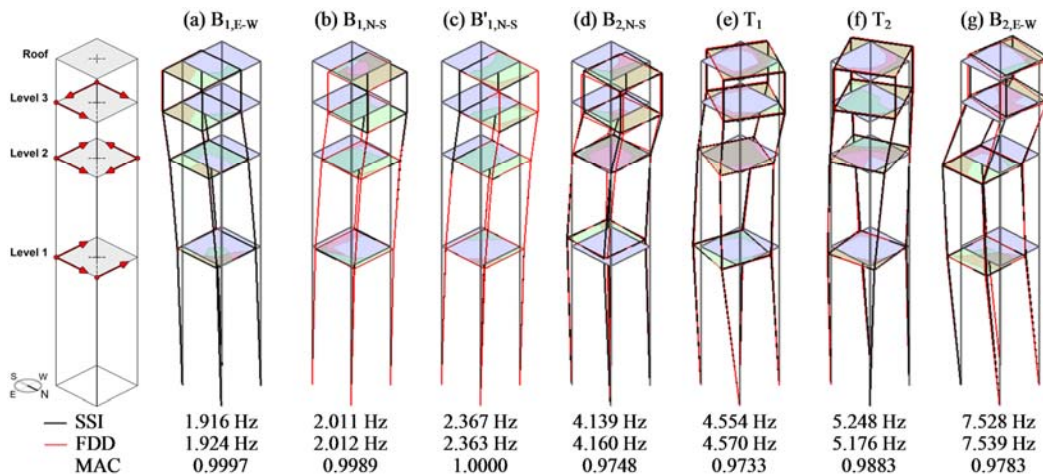 (a) B1,E-W (b) B1,N-S (c) B'1,N-S (d) B2,N-S (e) T1 (f) T2 (g) B2,E-W
Roof
Level 3
Level 2
Level 1
S W
E N
SSI 1.916 Hz 2.011 Hz 2.367 Hz 4.139 Hz 4.554 Hz 5.248 Hz 7.528 Hz
FDD 1.924 Hz 2.012 Hz 2.363 Hz 4.160 Hz 4.570 Hz 5.176 Hz 7.539 Hz
MAC 0.9997 0.9989 1.0000 0.9748 0.9733 0.9883 0.9783